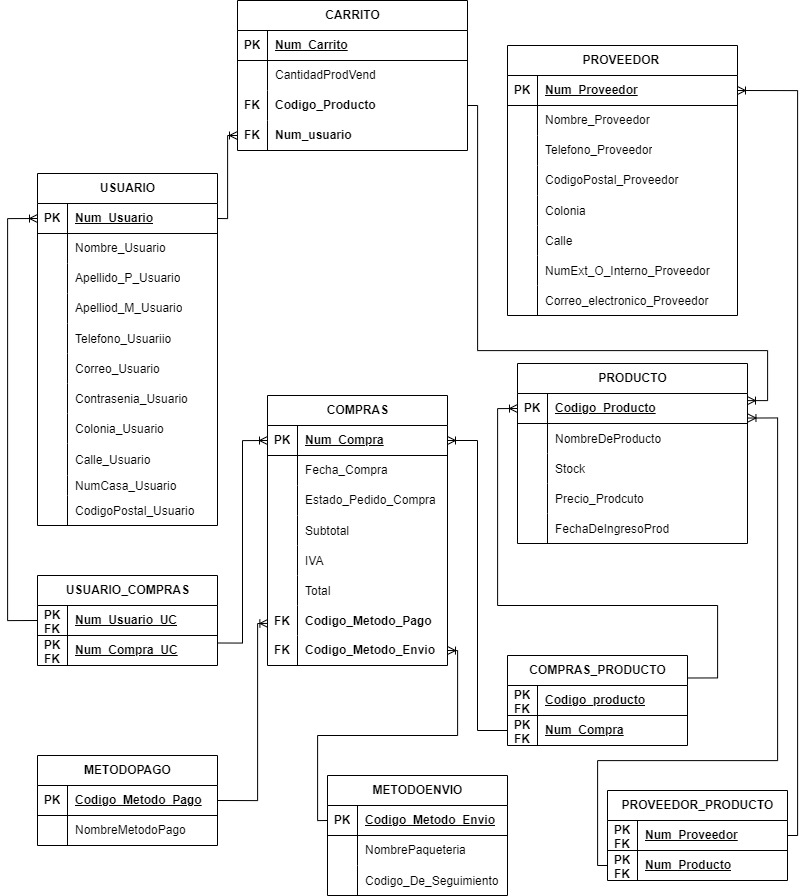 CARRITO
PK Num_Carrito
CantidadProdVend
FK Codigo_Producto
FK Num_usuario
PROVEEDOR
PK Num_Proveedor
Nombre_Proveedor
Telefono_Proveedor
CodigoPostal_Proveedor
Colonia
Calle
NumExt_O_Interno_Proveedor
Correo_electronico_Proveedor
USUARIO
PK Num_Usuario
Nombre_Usuario
Apellido_P_Usuario
Apelliod_M_Usuario
Telefono_Usuariio
Correo_Usuario
Contrasenia_Usuario
Colonia_Usuario
Calle_Usuario
NumCasa_Usuario
CodigoPostal_Usuario
COMPRAS
PK Num_Compra
Fecha_Compra
Estado_Pedido_Compra
Subtotal
IVA
Total
FK Codigo_Metodo_Pago
FK Codigo_Metodo_Envio
PRODUCTO
PK Codigo_Producto
NombreDeProducto
Stock
Precio_Prodcuto
FechaDeIngresoProd
USUARIO_COMPRAS
PK FK Num_Usuario_UC
PK FK Num_Compra_UC
COMPRAS_PRODUCTO
PK FK Codigo_producto
PK FK Num_Compra
METODOPAGO
PK Codigo_Metodo_Pago
NombreMetodoPago
METODOENVIO
PK Codigo_Metodo_Envio
NombrePaqueteria
Codigo_De_Seguimiento
PROVEEDOR_PRODUCTO
PK FK Num_Proveedor
PK FK Num_Producto